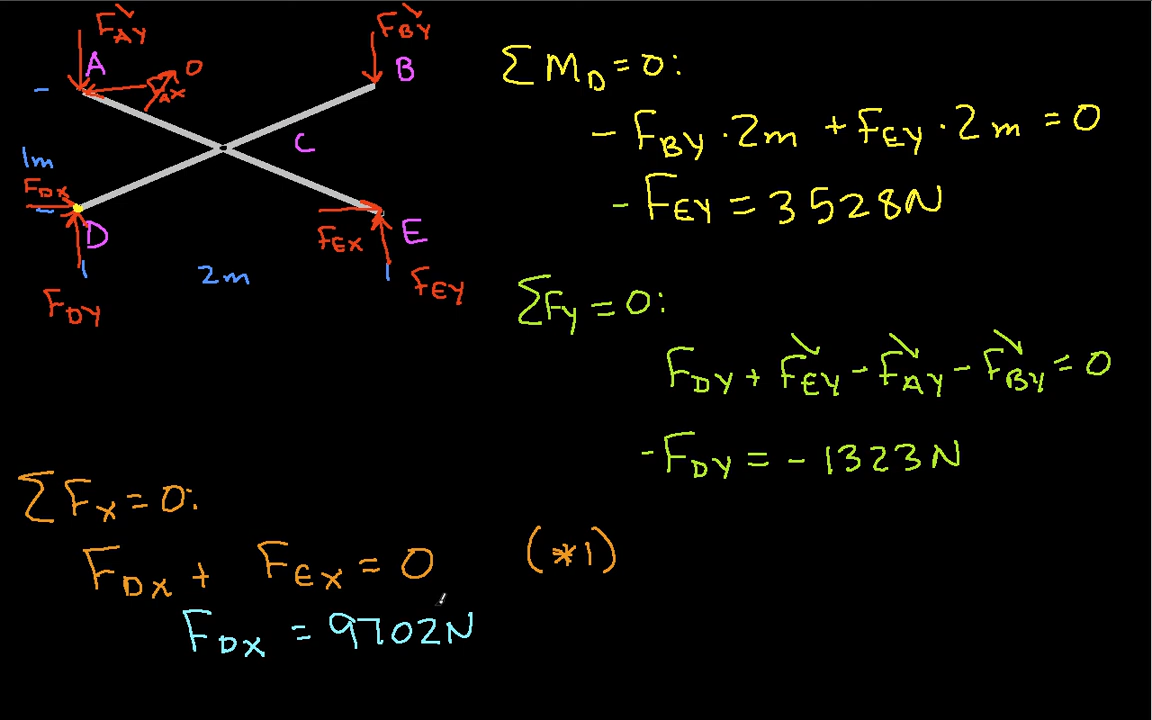 F_AY
F_BY
A
O
F_AX
B
C
1m
F_DX
D
F_EX
E
2m
F_DY
F_EY
ΣM_D = 0:
- F_BY · 2m + F_EY · 2m = 0
- F_EY = 3528N
ΣF_y = 0:
F_DY + F_EY - F_AY - F_BY = 0
- F_DY = - 1323N
ΣF_X = 0:
F_DX + F_EX = 0 (*1)
F_DX = 9702N